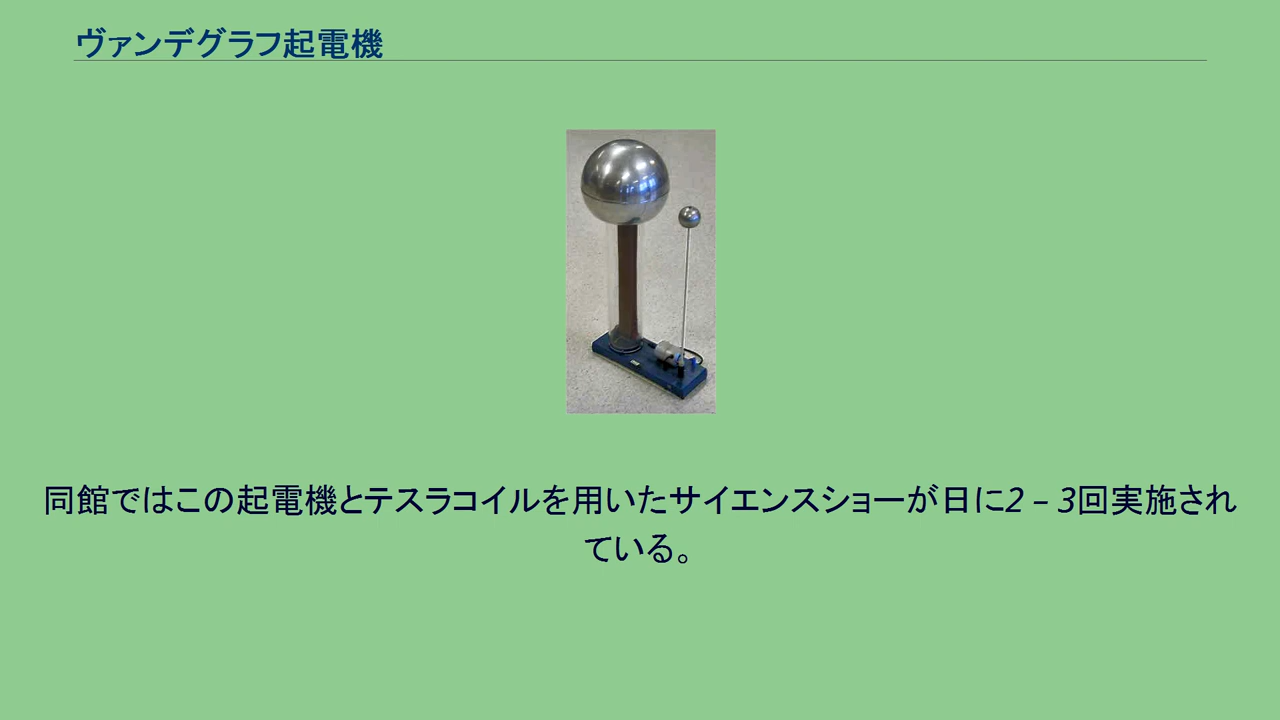 ヴァンデグラフ起電機
同館ではこの起電機とテスラコイルを用いたサイエンスショーが日に2 – 3回実施され
ている。